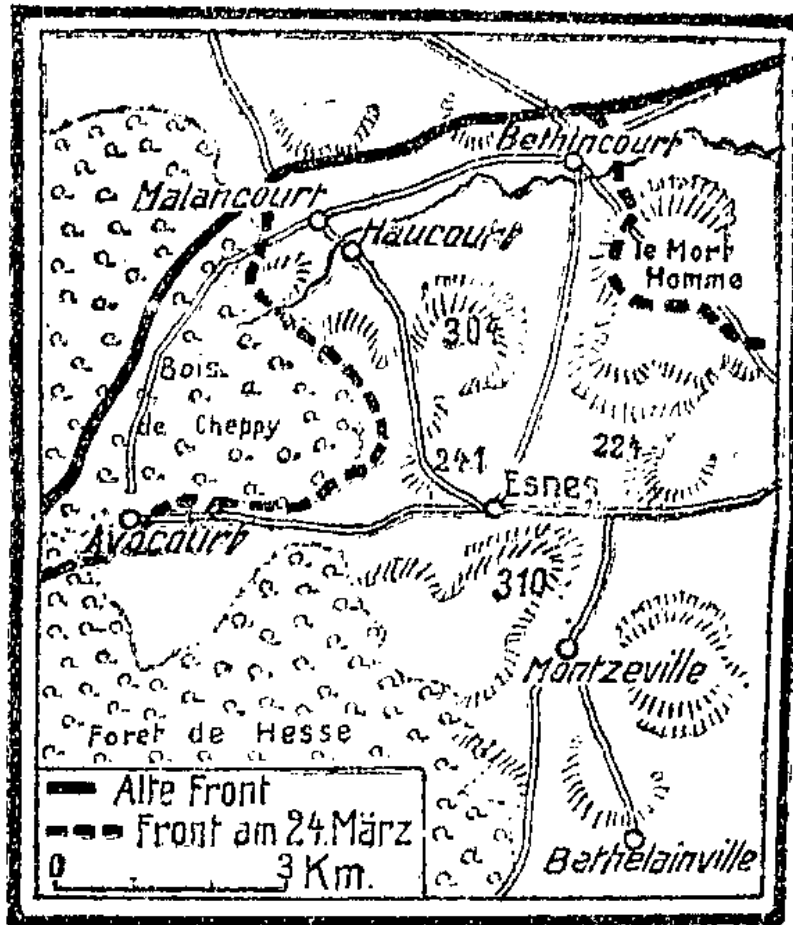 Bethincourt
Malancourt
Haucourt
le Mort
Homme
304
Bois
de Cheppy
241
224
Esnes
Avocourt
310
Montzeville
Foret de Hesse
Alte Front
Front am 24. März
0 3 Km.
Bethelainville